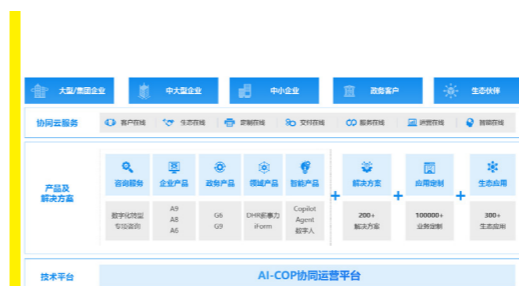 大型/集团企业
中大型企业
中小企业
政务客户
生态伙伴
协同云服务
客户在线
生态在线
定制在线
交付在线
服务在线
运营在线
智能在线
产品及
解决方案
咨询服务
企业产品
政务产品
领域产品
智能产品
解决方案
应用定制
生态应用
数字化转型
专项咨询
A9
A8
A6
G6
G9
DHR薪事力
iForm
Copilot
Agent
数字人
200+
解决方案
100000+
业务定制
300+
生态应用
技术平台
AI-COP协同运营平台